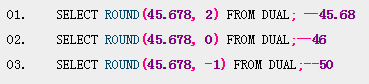 01. SELECT ROUND(45.678, 2) FROM DUAL; --45.68
02. SELECT ROUND(45.678, 0) FROM DUAL;--46
03. SELECT ROUND(45.678, -1) FROM DUAL;--50